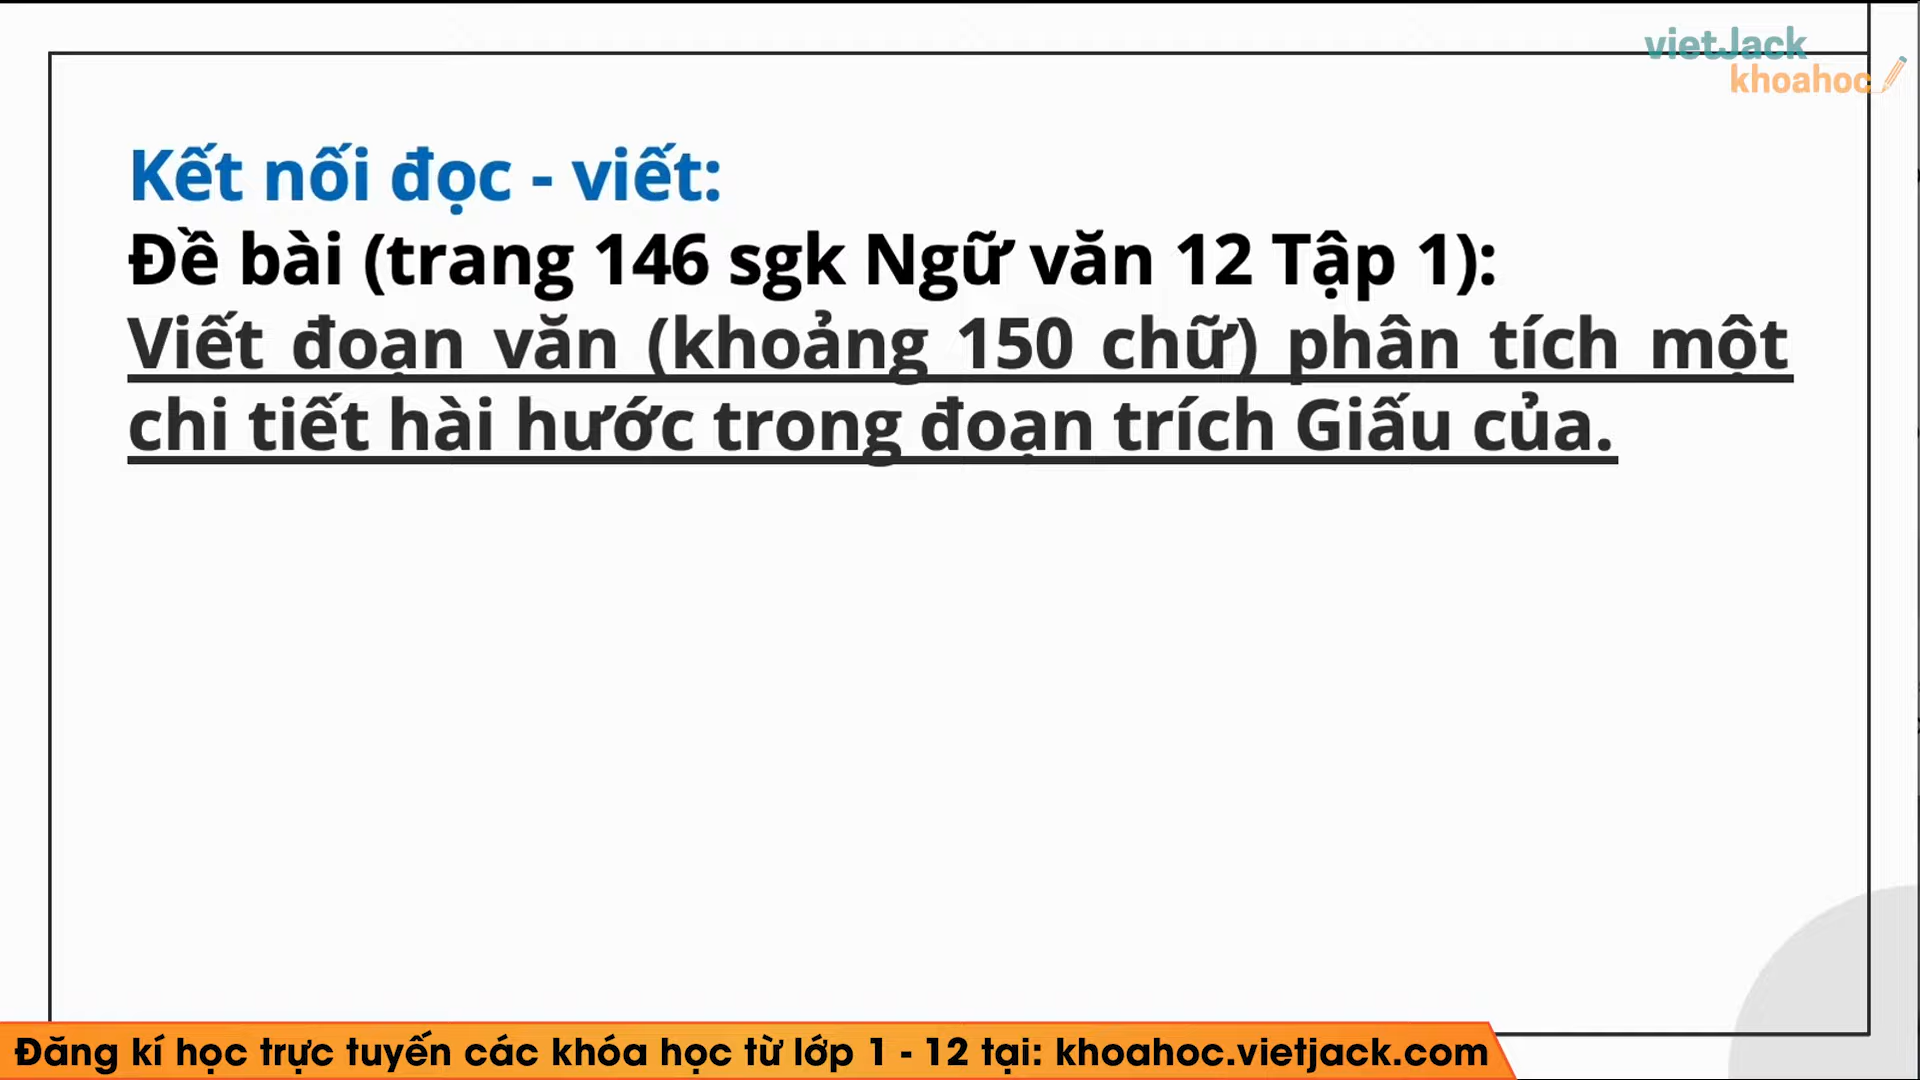 vietJack
khoahoc
Kết nối đọc - viết:
Đề bài (trang 146 sgk Ngữ văn 12 Tập 1):
Viết đoạn văn (khoảng 150 chữ) phân tích một
chi tiết hài hước trong đoạn trích Giấu của.
Đăng kí học trực tuyến các khóa học từ lớp 1 - 12 tại: khoahoc.vietjack.com